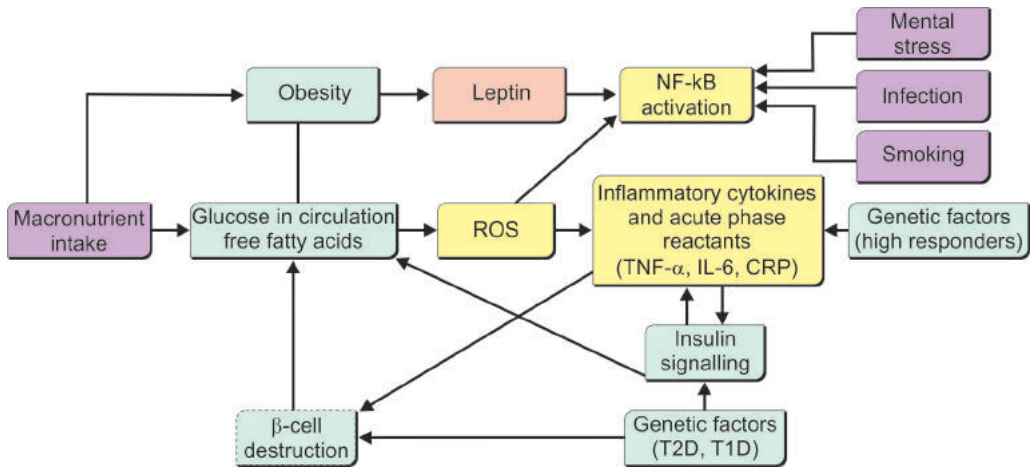 Mental
stress
Obesity
Leptin
NF-kB
activation
Infection
Smoking
Macronutrient
intake
Glucose in circulation
free fatty acids
ROS
Inflammatory cytokines
and acute phase
reactants
(TNF-α, IL-6, CRP)
Genetic factors
(high responders)
Insulin
signalling
β-cell
destruction
Genetic factors
(T2D, T1D)